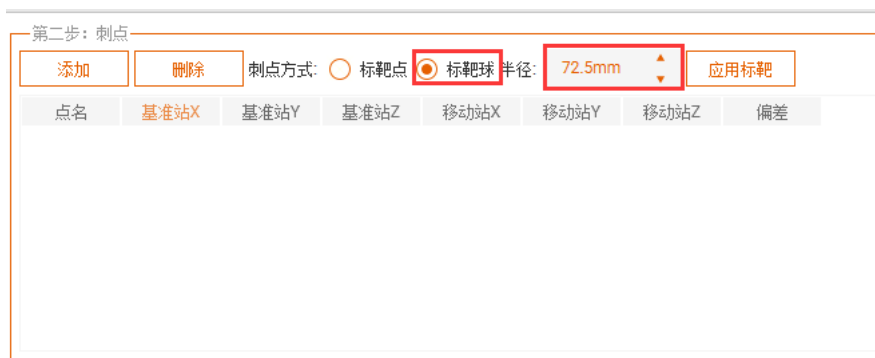 第二步：刺点
添加 删除 刺点方式: 标靶点 标靶球 半径: 72.5mm 应用标靶
点名 基准站X 基准站Y 基准站Z 移动站X 移动站Y 移动站Z 偏差